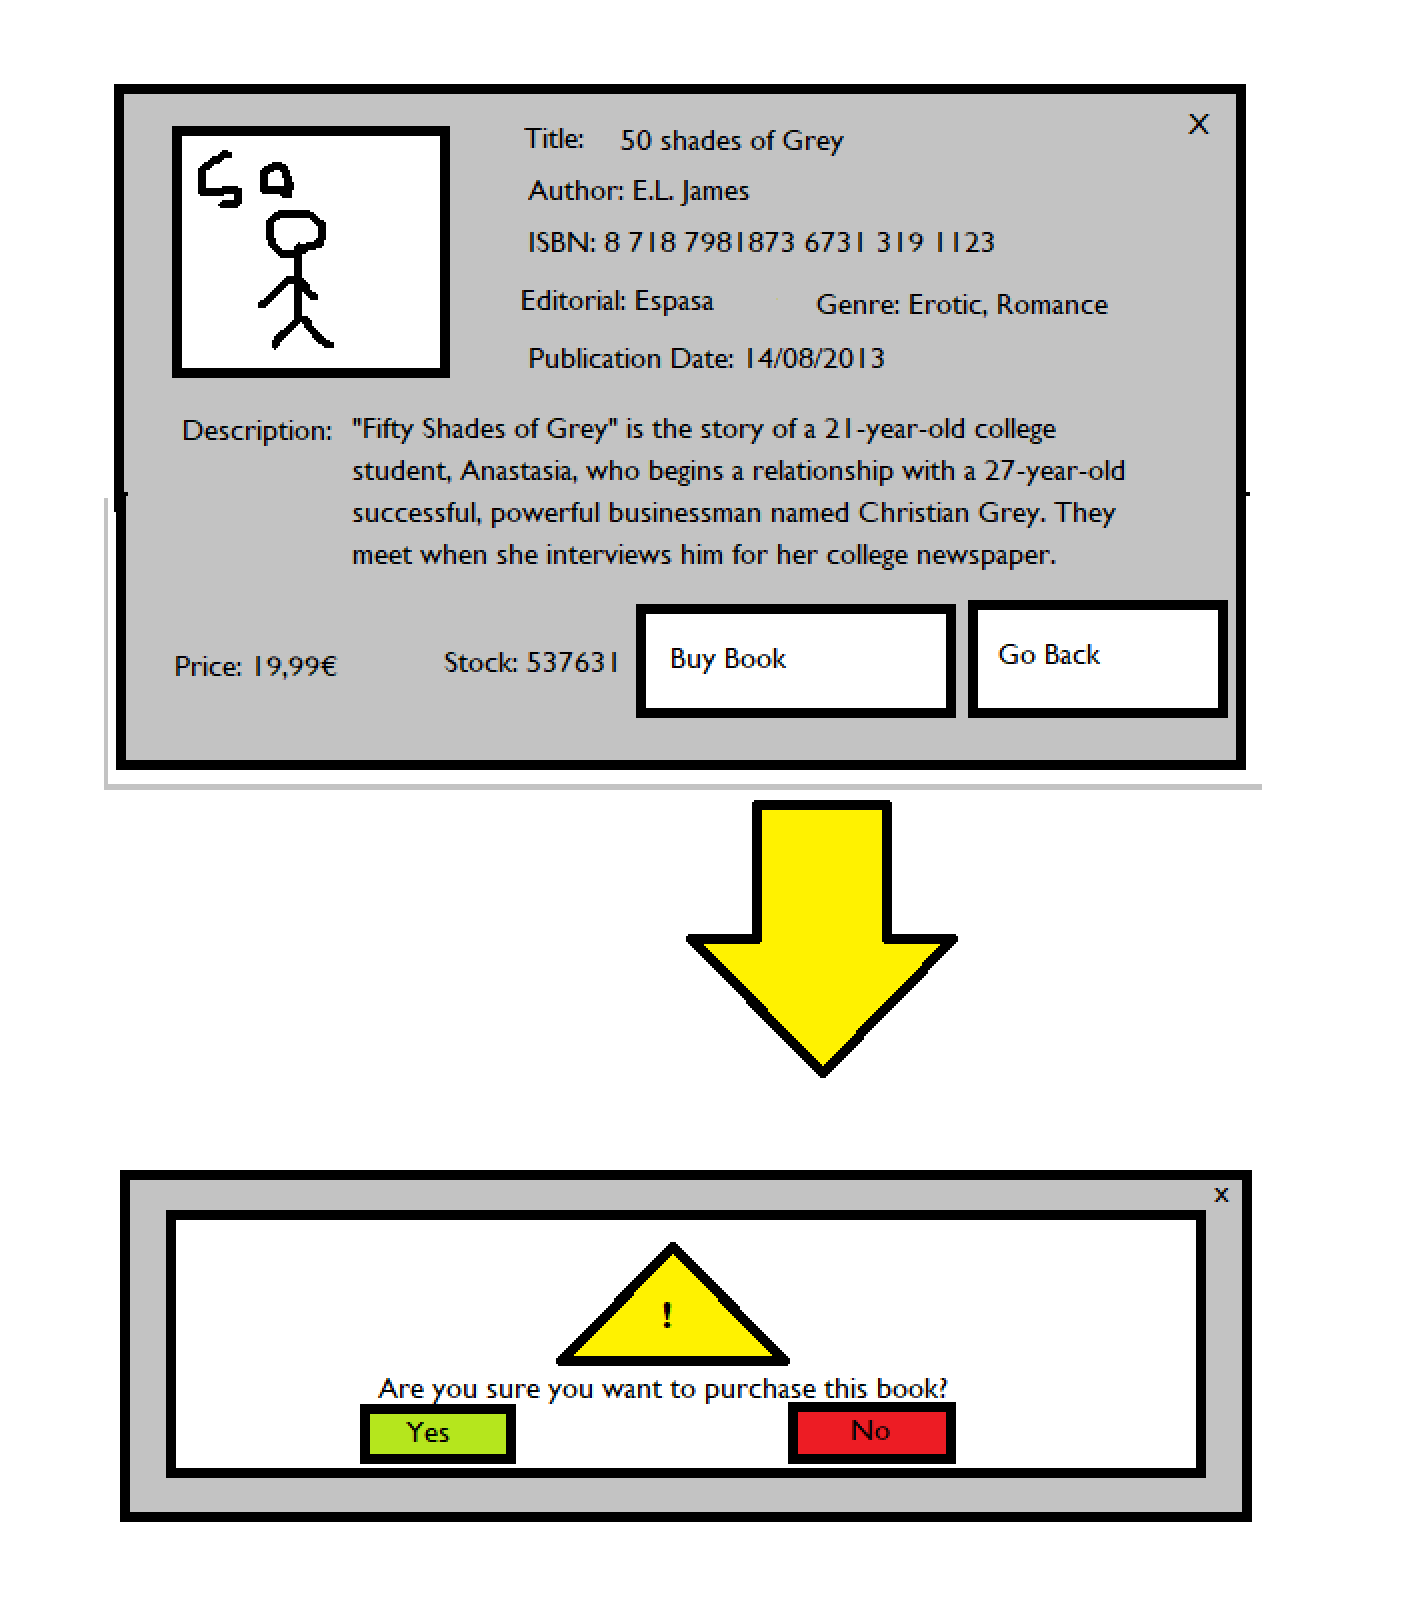 50
X
Title: 50 shades of Grey
Author: E.L. James
ISBN: 8 718 7981873 6731 319 1123
Editorial: Espasa Genre: Erotic, Romance
Publication Date: 14/08/2013
Description: "Fifty Shades of Grey" is the story of a 21-year-old college
student, Anastasia, who begins a relationship with a 27-year-old
successful, powerful businessman named Christian Grey. They
meet when she interviews him for her college newspaper.
Price: 19,99€ Stock: 537631 Buy Book Go Back
x
!
Are you sure you want to purchase this book?
Yes No